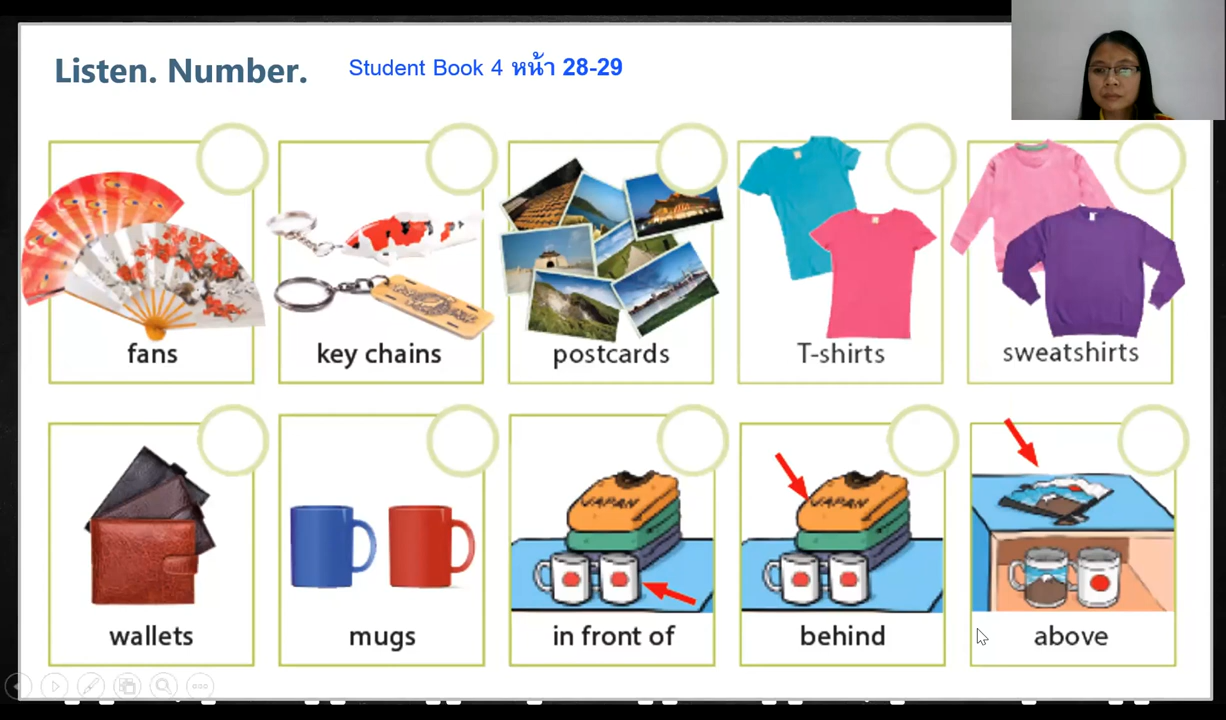 Listen. Number.
Student Book 4 หน้า 28-29
fans
key chains
postcards
T-shirts
sweatshirts
JAPAN
JAPAN
wallets
mugs
in front of
behind
above